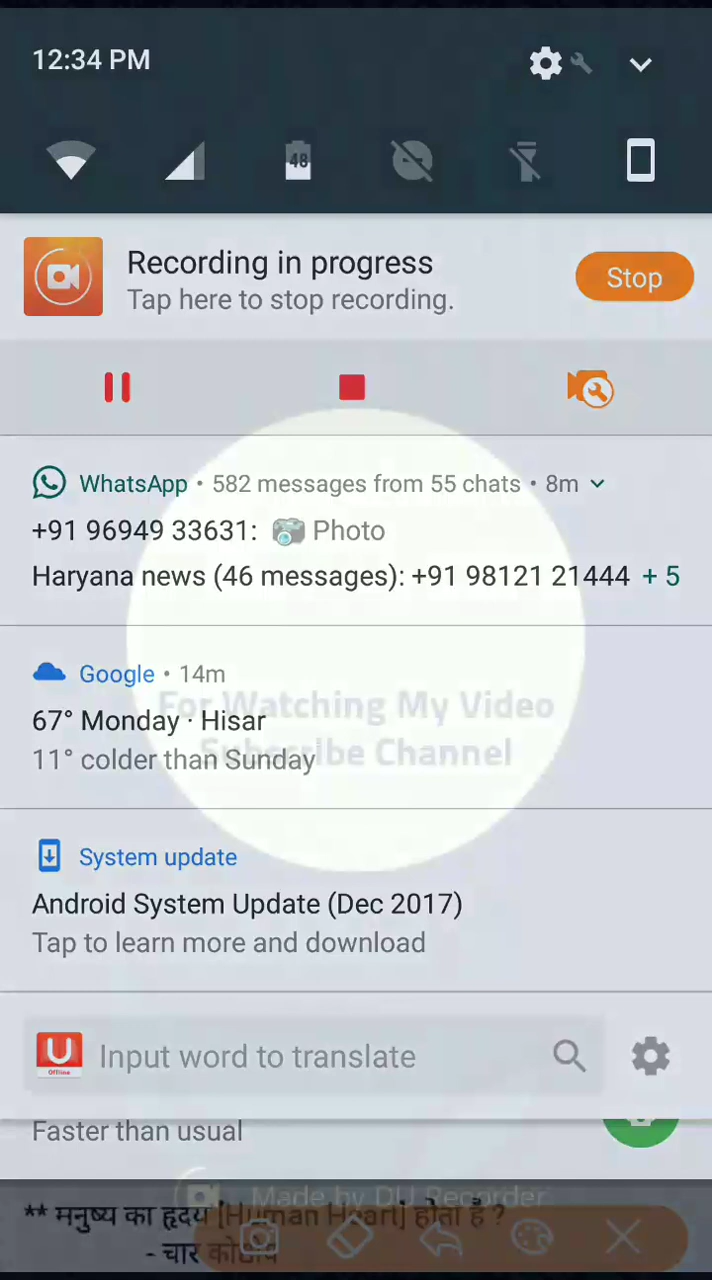 12:34 PM
48
Recording in progress
Tap here to stop recording.
Stop
WhatsApp • 582 messages from 55 chats • 8m
+91 96949 33631: Photo
Haryana news (46 messages): +91 98121 21444 + 5
Google • 14m
For Watching My Video
67° Monday · Hisar
Subscribe Channel
11° colder than Sunday
System update
Android System Update (Dec 2017)
Tap to learn more and download
U
Offline
Input word to translate
Faster than usual
Made by DU Recorder
** मनुष्य का हृदय [Human Heart] होता है ?
- चार कोष्ठीय